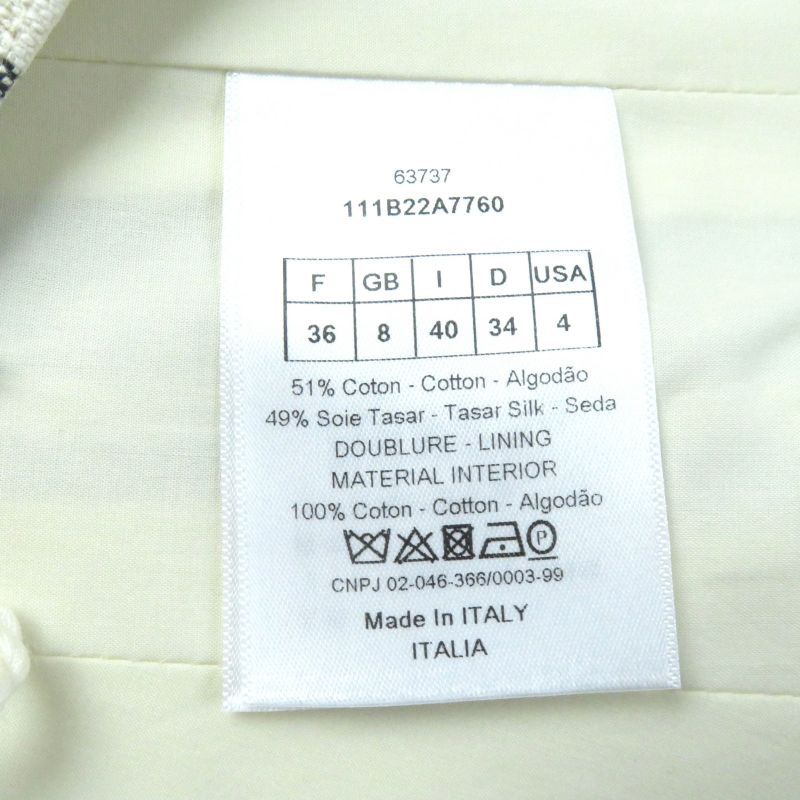 63737
111B22A7760
F GB I D USA
36 8 40 34 4
51% Coton - Cotton - Algodão
49% Soie Tasar - Tasar Silk - Seda
DOUBLURE - LINING
MATERIAL INTERIOR
100% Coton - Cotton - Algodão
P
CNPJ 02-046-366/0003-99
Made In ITALY
ITALIA